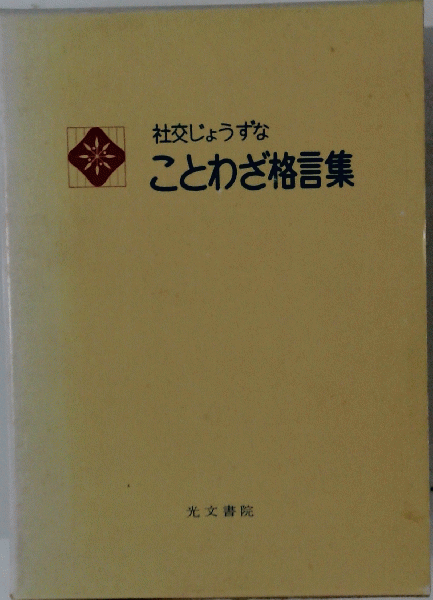 社交じょうずな
ことわざ格言集
光文書院